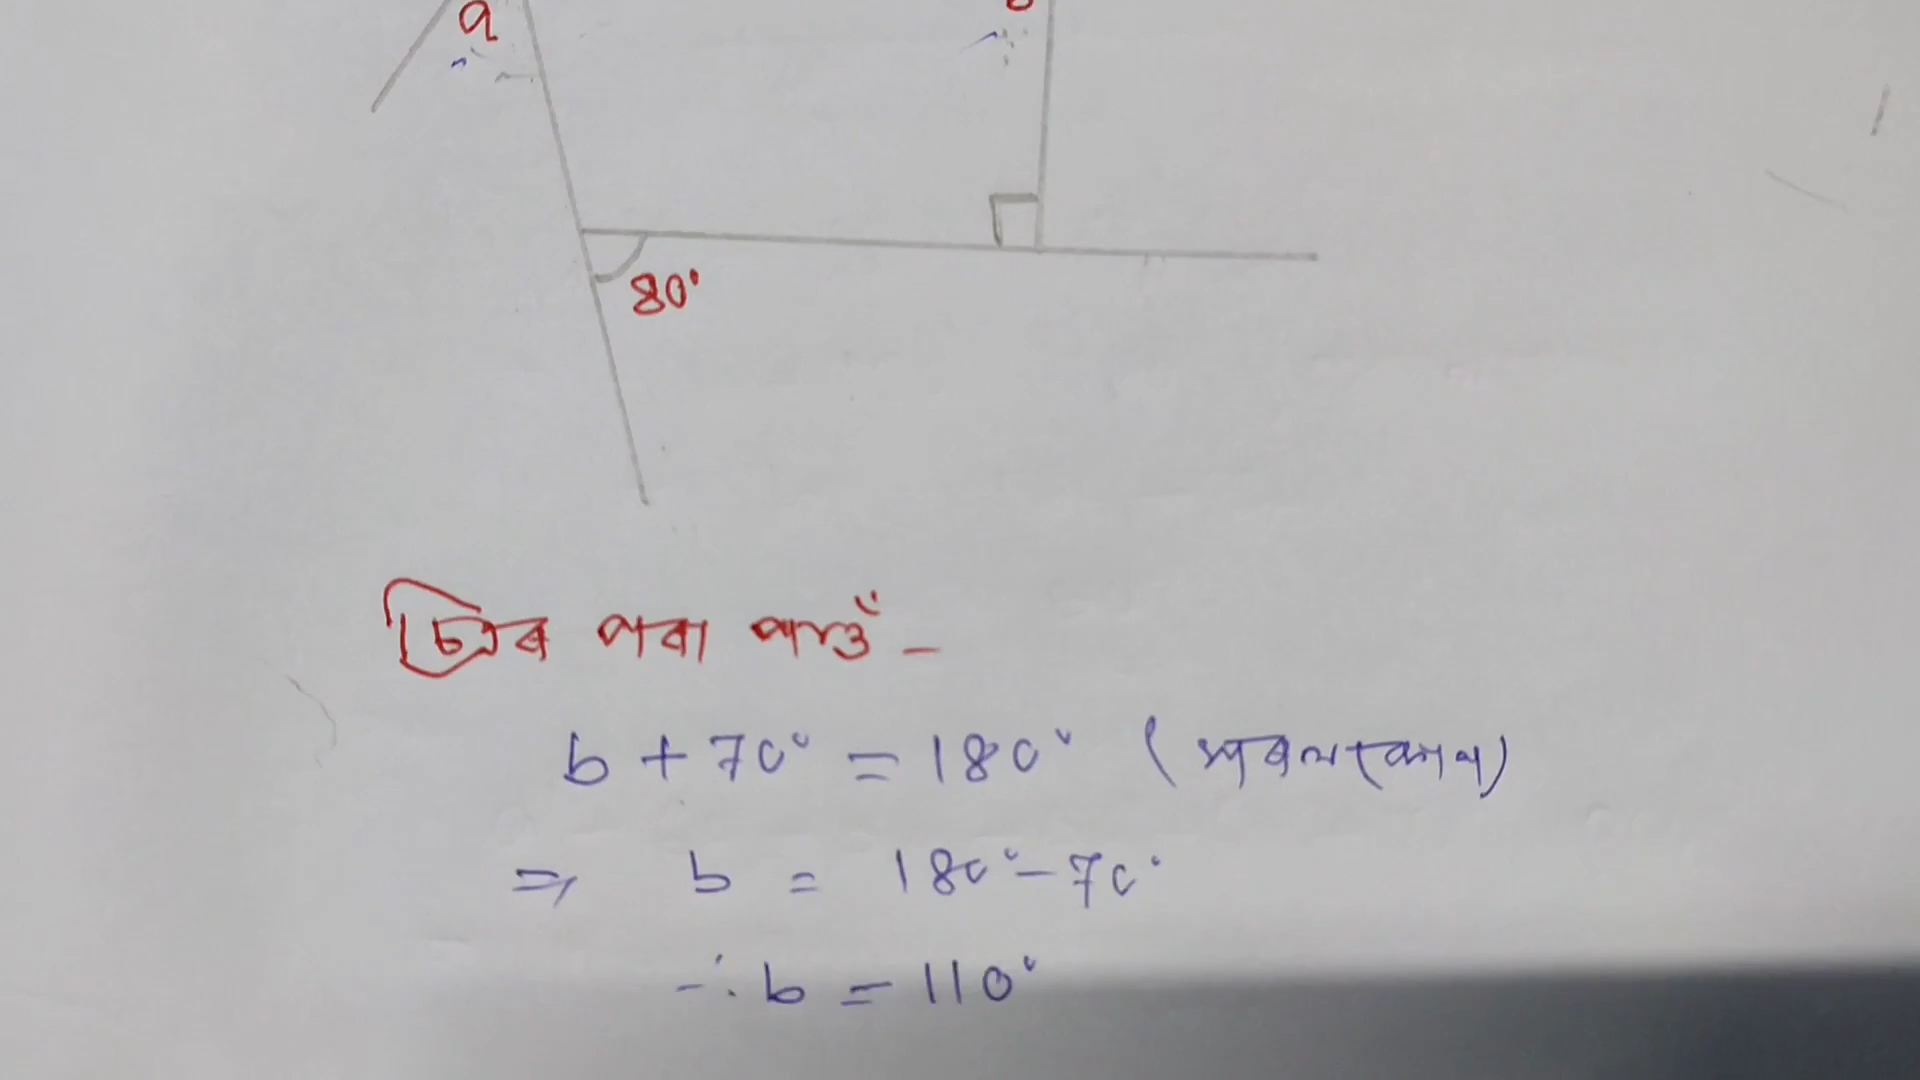 a
b
80°
চিত্ৰৰ পৰা পাওঁ -
b + 70° = 180° (সৰলকোণ)
⇒ b = 180° - 70°
∴ b = 110°